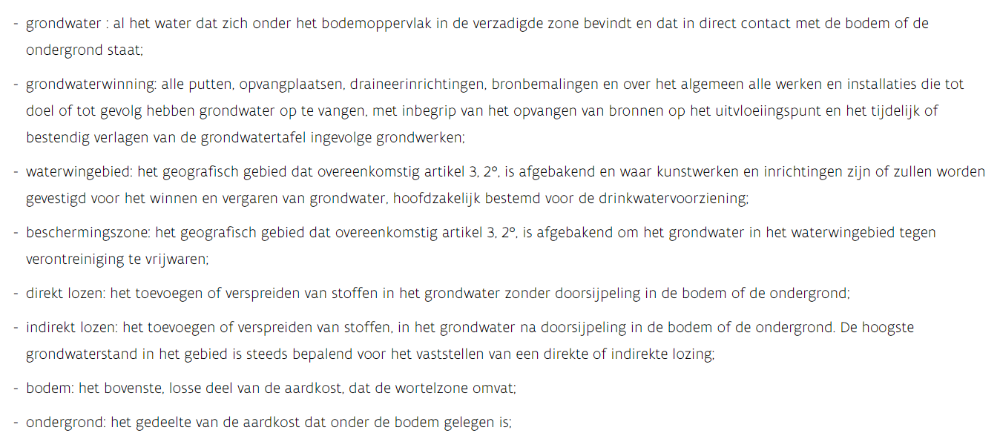 - grondwater : al het water dat zich onder het bodemoppervlak in de verzadigde zone bevindt en dat in direct contact met de bodem of de
ondergrond staat;
- grondwaterwinning: alle putten, opvangplaatsen, draineerinrichtingen, bronbemalingen en over het algemeen alle werken en installaties die tot
doel of tot gevolg hebben grondwater op te vangen, met inbegrip van het opvangen van bronnen op het uitvloeiingspunt en het tijdelijk of
bestendig verlagen van de grondwatertafel ingevolge grondwerken;
- waterwingebied: het geografisch gebied dat overeenkomstig artikel 3, 2°, is afgebakend en waar kunstwerken en inrichtingen zijn of zullen worden
gevestigd voor het winnen en vergaren van grondwater, hoofdzakelijk bestemd voor de drinkwatervoorziening;
- beschermingszone: het geografisch gebied dat overeenkomstig artikel 3, 2°, is afgebakend om het grondwater in het waterwingebied tegen
verontreiniging te vrijwaren;
- direkt lozen: het toevoegen of verspreiden van stoffen in het grondwater zonder doorsijpeling in de bodem of de ondergrond;
- indirekt lozen: het toevoegen of verspreiden van stoffen, in het grondwater na doorsijpeling in de bodem of de ondergrond. De hoogste
grondwaterstand in het gebied is steeds bepalend voor het vaststellen van een direkte of indirekte lozing;
- bodem: het bovenste, losse deel van de aardkost, dat de wortelzone omvat;
- ondergrond: het gedeelte van de aardkost dat onder de bodem gelegen is;